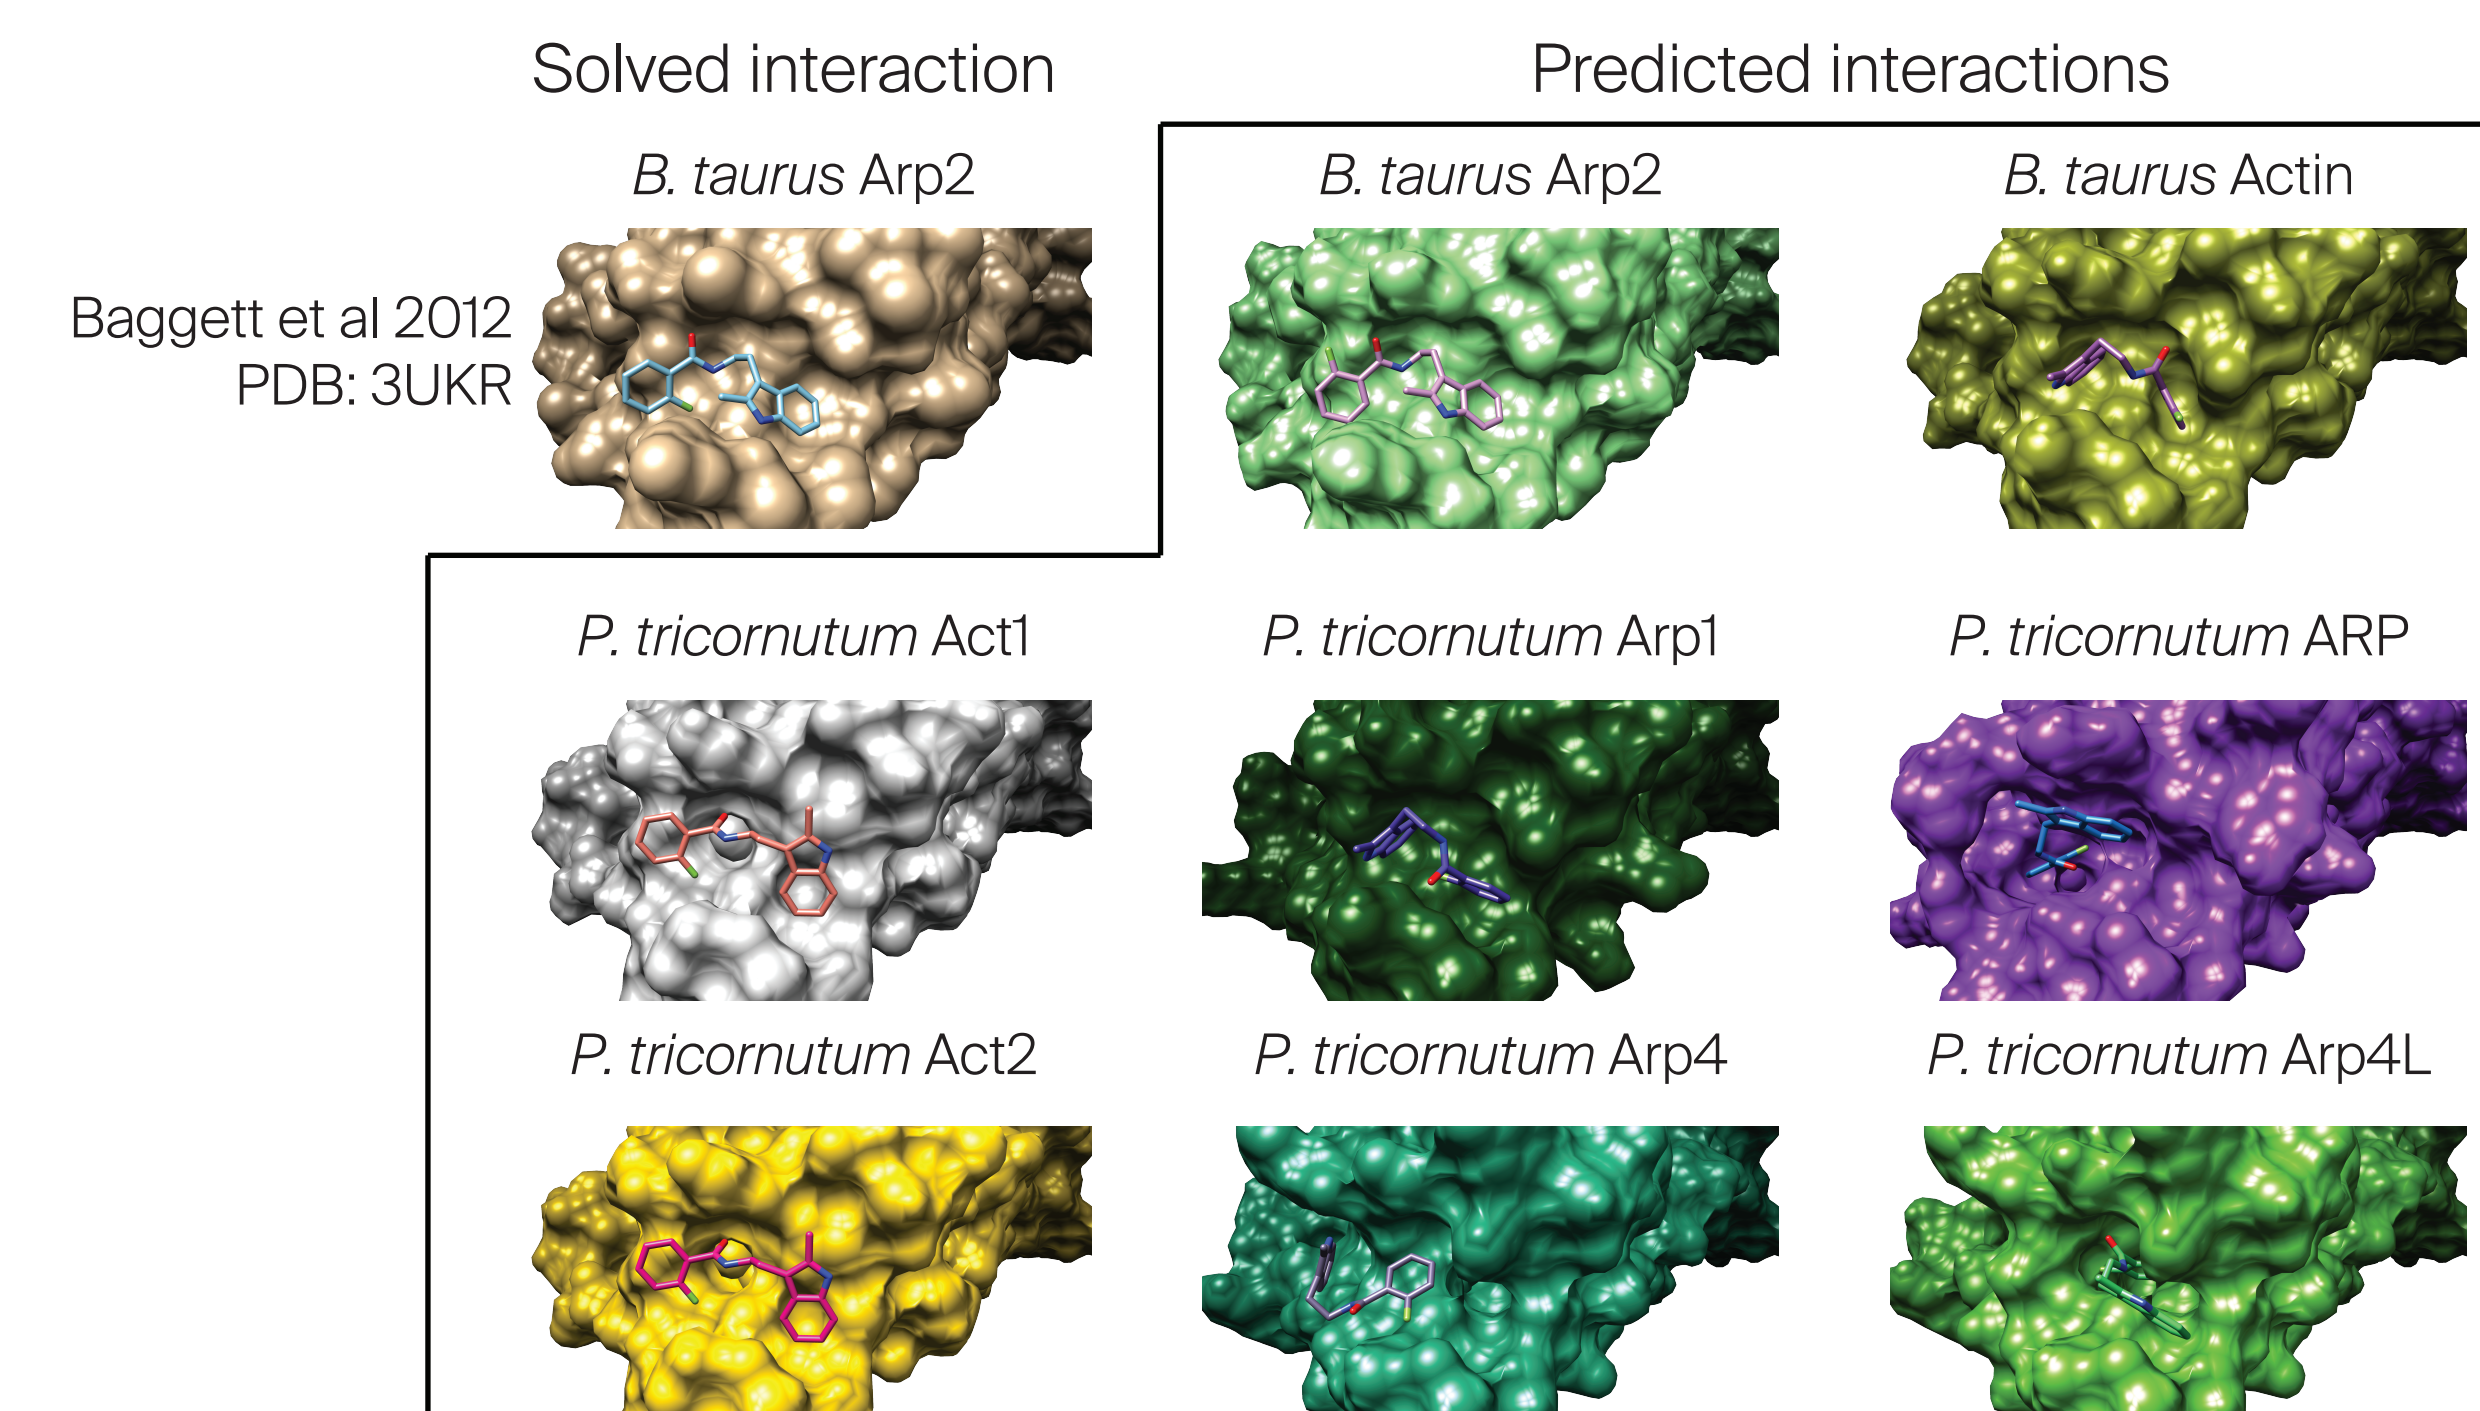 Solved interaction
Predicted interactions
B. taurus Arp2
B. taurus Arp2
B. taurus Actin
Baggett et al 2012
PDB: 3UKR
P. tricornutum Act1
P. tricornutum Arp1
P. tricornutum ARP
P. tricornutum Act2
P. tricornutum Arp4
P. tricornutum Arp4L